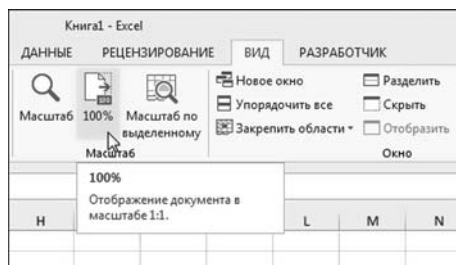 Книга1 - Excel
ДАННЫЕ РЕЦЕНЗИРОВАНИЕ ВИД РАЗРАБОТЧИК
Масштаб
100%
Масштаб по
выделенному
Масштаб
Новое окно
Упорядочить все
Закрепить области
Разделить
Скрыть
Отобразить
Окно
100%
Отображение документа в
масштабе 1:1.
H L M N